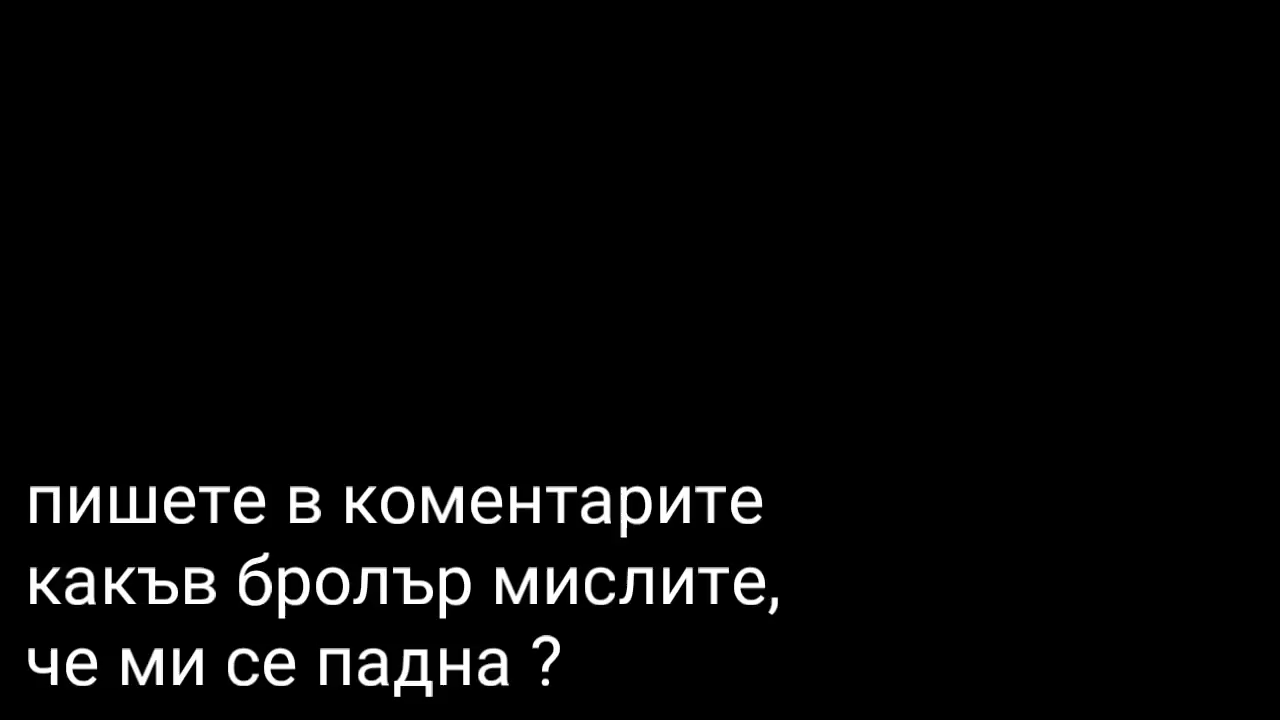 пишете в коментарите
какъв бролър мислите,
че ми се падна ?